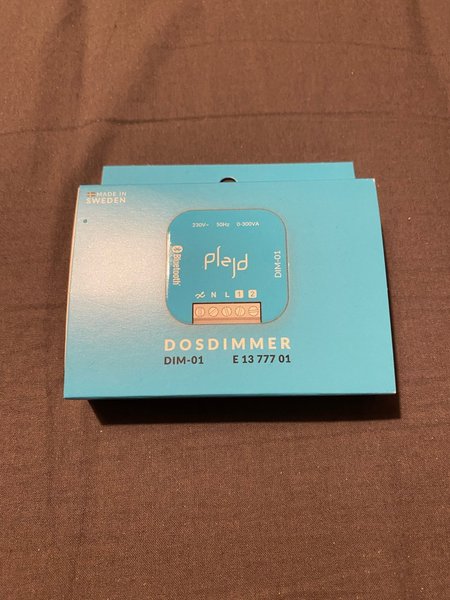 MADE IN
SWEDEN
230V~ 50Hz 0-300VA
Bluetooth
plejd
DIM-01
N L 1 2
DOSDIMMER
DIM-01 E 13 777 01